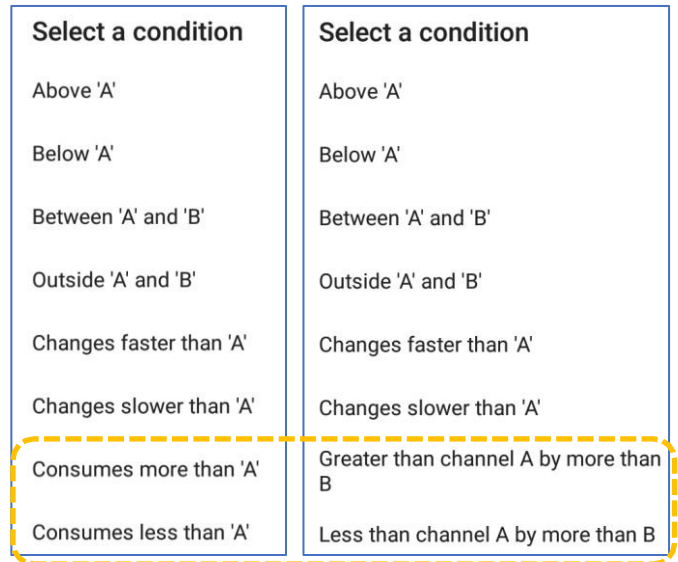 Select a condition
Above 'A'
Below 'A'
Between 'A' and 'B'
Outside 'A' and 'B'
Changes faster than 'A'
Changes slower than 'A'
Consumes more than 'A'
Consumes less than 'A'
Select a condition
Above 'A'
Below 'A'
Between 'A' and 'B'
Outside 'A' and 'B'
Changes faster than 'A'
Changes slower than 'A'
Greater than channel A by more than
B
Less than channel A by more than B